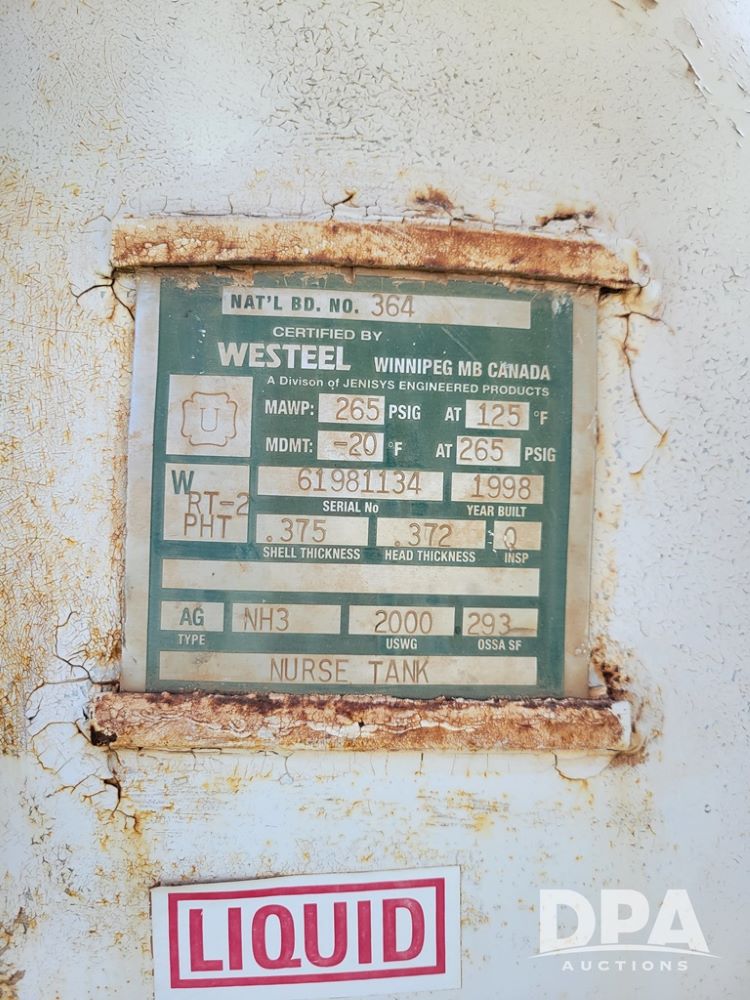 NAT'L BD. NO. 364
CERTIFIED BY
WESTEEL WINNIPEG MB CANADA
A Divison of JENISYS ENGINEERED PRODUCTS
U
MAWP: 265 PSIG AT 125 °F
MDMT: -20 °F AT 265 PSIG
W
RT-2
PHT
61981134 1998
SERIAL No YEAR BUILT
.375 .372 Q
SHELL THICKNESS HEAD THICKNESS INSP
AG NH3 2000 293
TYPE USWG OSSA SF
NURSE TANK
LIQUID
DPA
AUCTIONS